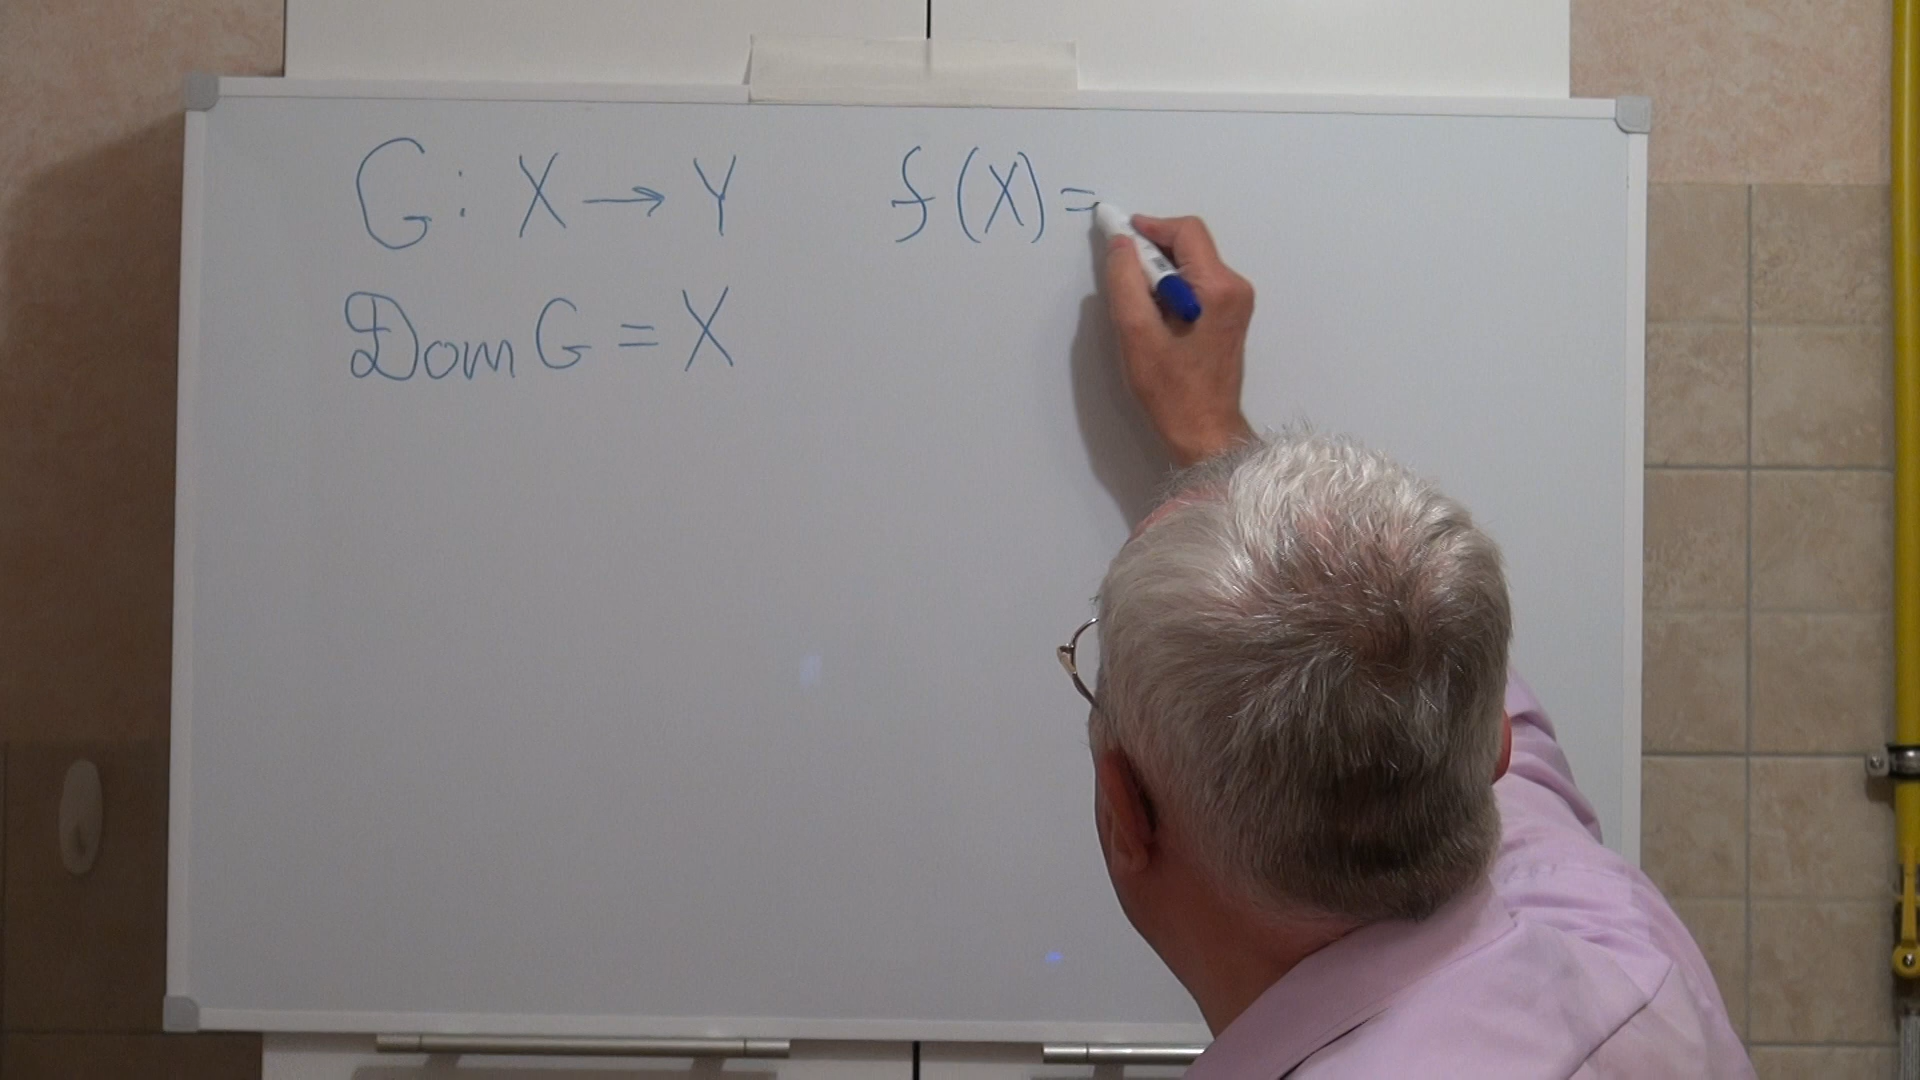 G: X → Y f(X) =
Dom G = X